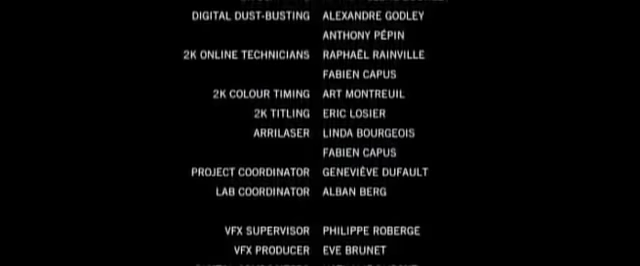 DIGITAL DUST-BUSTING ALEXANDRE GODLEY
ANTHONY PÉPIN
2K ONLINE TECHNICIANS RAPHAËL RAINVILLE
FABIEN CAPUS
2K COLOUR TIMING ART MONTREUIL
2K TITLING ERIC LOSIER
ARRILASER LINDA BOURGEOIS
FABIEN CAPUS
PROJECT COORDINATOR GENEVIÈVE DUFAULT
LAB COORDINATOR ALBAN BERG
VFX SUPERVISOR PHILIPPE ROBERGE
VFX PRODUCER EVE BRUNET